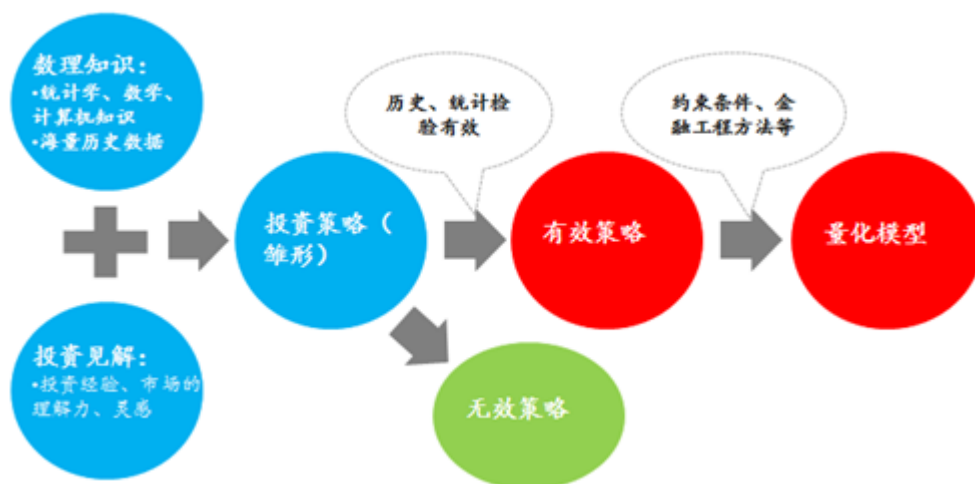 数理知识：
•统计学、数学、
计算机知识
•海量历史数据
投资见解：
•投资经验、市场的
理解力、灵感
投资策略（
雏形）
历史、统计检
验有效
有效策略
无效策略
约束条件、金
融工程方法等
量化模型